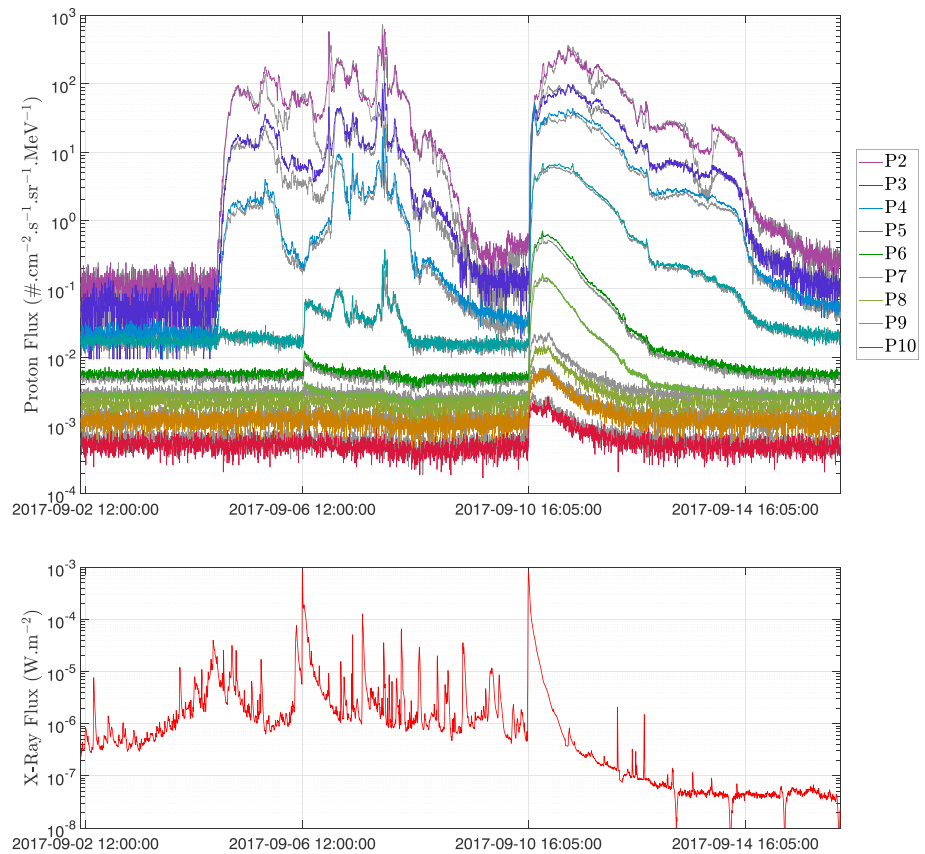 10^3
10^2
10^1
10^0
10^-1
10^-2
10^-3
10^-4
Proton Flux (#.cm^-2.s^-1.sr^-1.MeV^-1)
2017-09-02 12:00:00
2017-09-06 12:00:00
2017-09-10 16:05:00
2017-09-14 16:05:00
P2
P3
P4
P5
P6
P7
P8
P9
P10
10^-3
10^-4
10^-5
10^-6
10^-7
10^-8
X-Ray Flux (W.m^-2)
2017-09-02 12:00:00
2017-09-06 12:00:00
2017-09-10 16:05:00
2017-09-14 16:05:00